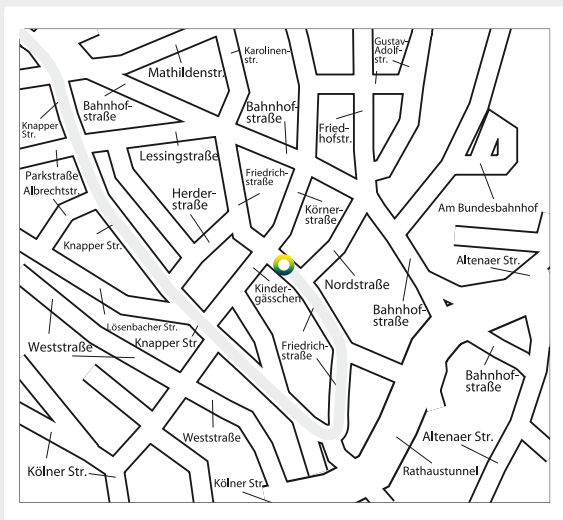 Karolinen-
str.
Gustav-
Adolf-
str.
Mathildenstr.
Bahnhof-
straße
Bahnhof-
straße
Knapper
Str.
Fried-
hofstr.
Lessingstraße
Parkstraße
Albrechtstr.
Friedrich-
straße
Herder-
straße
Körner-
straße
Am Bundesbahnhof
Knapper Str.
Altenaer Str.
Kinder-
gässchen
Nordstraße
Bahnhof-
straße
Lösenbacher Str.
Knapper Str
Weststraße
Friedrich-
straße
Bahnhof-
straße
Weststraße
Altenaer Str.
Kölner Str.
Rathaustunnel
Kölner Str.